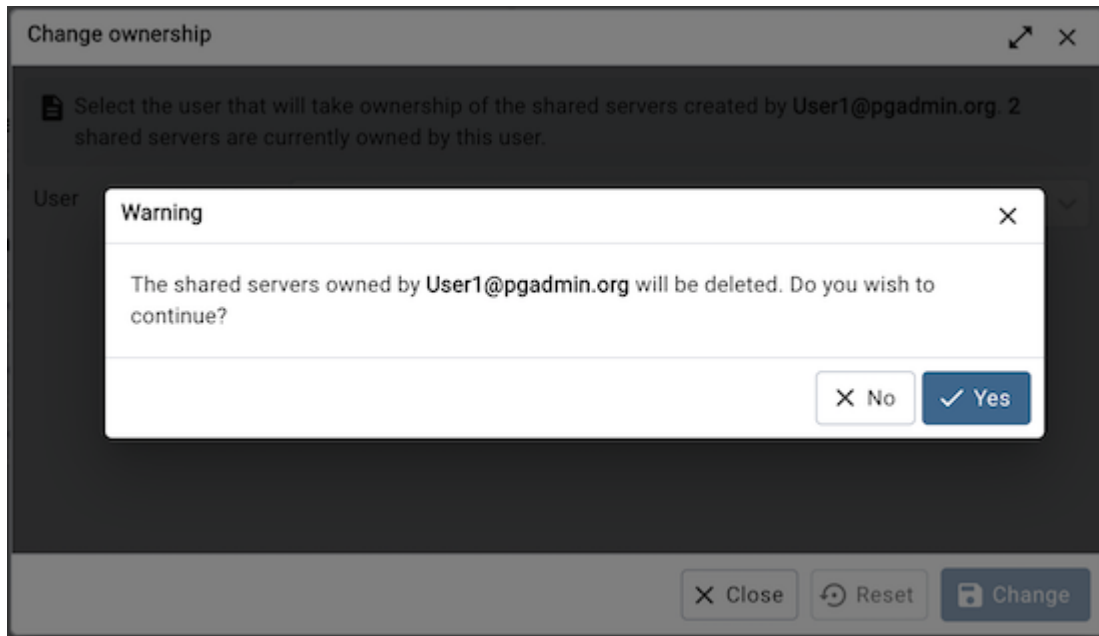 Change ownership
Select the user that will take ownership of the shared servers created by User1@pgadmin.org. 2
shared servers are currently owned by this user.
User
Warning
The shared servers owned by User1@pgadmin.org will be deleted. Do you wish to
continue?
No
Yes
Close
Reset
Change